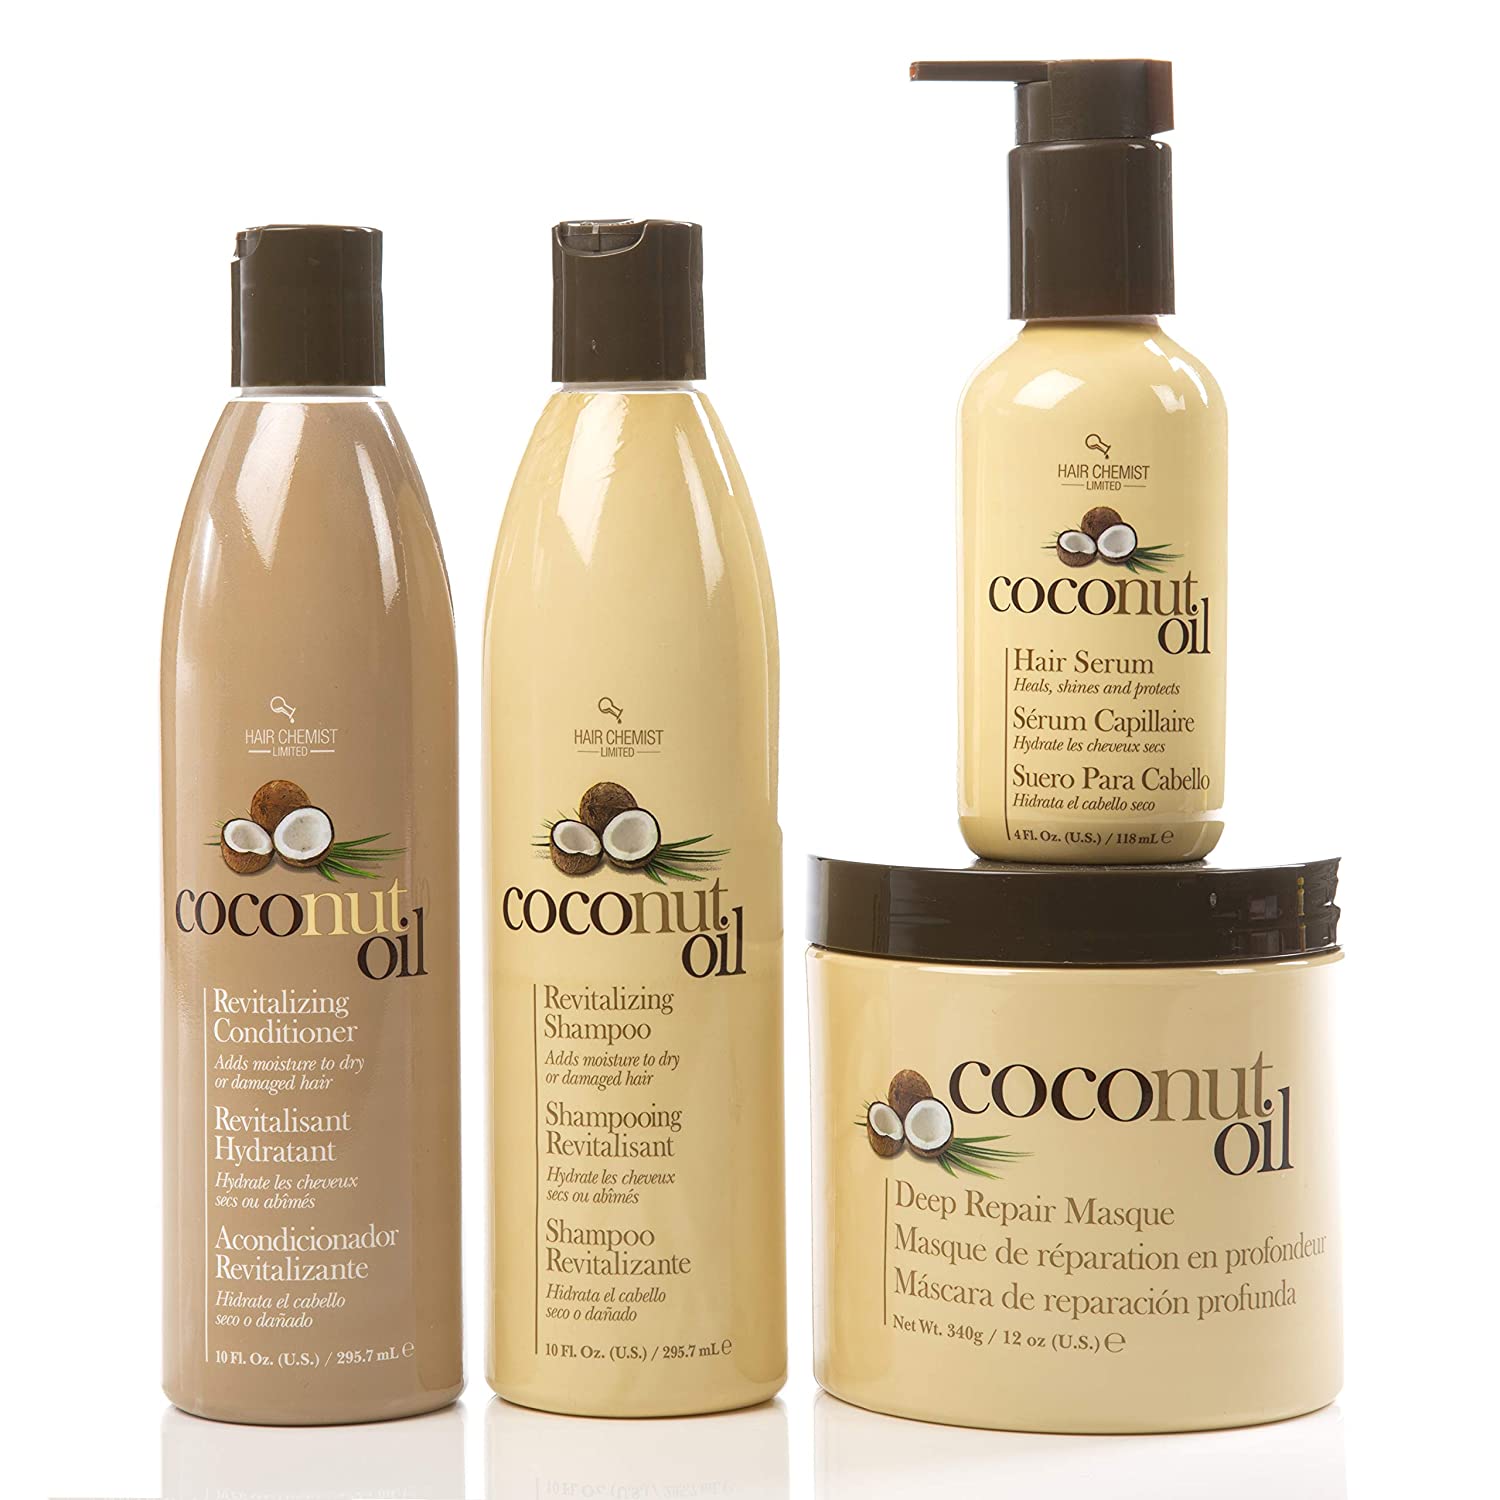 HAIR CHEMIST
LIMITED
coconut
oil
Revitalizing
Conditioner
Adds moisture to dry
or damaged hair
Revitalisant
Hydratant
Hydrate les cheveux
secs ou abîmés
Acondicionador
Revitalizante
Hidrata el cabello
seco o dañado
10 Fl. Oz. (U.S.) / 295.7 mL ℮
HAIR CHEMIST
LIMITED
coconut
oil
Revitalizing
Shampoo
Adds moisture to dry
or damaged hair
Shampooing
Revitalisant
Hydrate les cheveux
secs ou abîmés
Shampoo
Revitalizante
Hidrata el cabello
seco o dañado
10 Fl. Oz. (U.S.) / 295.7 mL ℮
HAIR CHEMIST
LIMITED
coconut
oil
Hair Serum
Heals, shines and protects
Sérum Capillaire
Hydrate les cheveux secs
Suero Para Cabello
Hidrata el cabello seco
4 Fl. Oz. (U.S.) / 118 mL ℮
coconut
oil
Deep Repair Masque
Masque de réparation en profondeur
Máscara de reparación profunda
Net Wt. 340g / 12 oz (U.S.) ℮